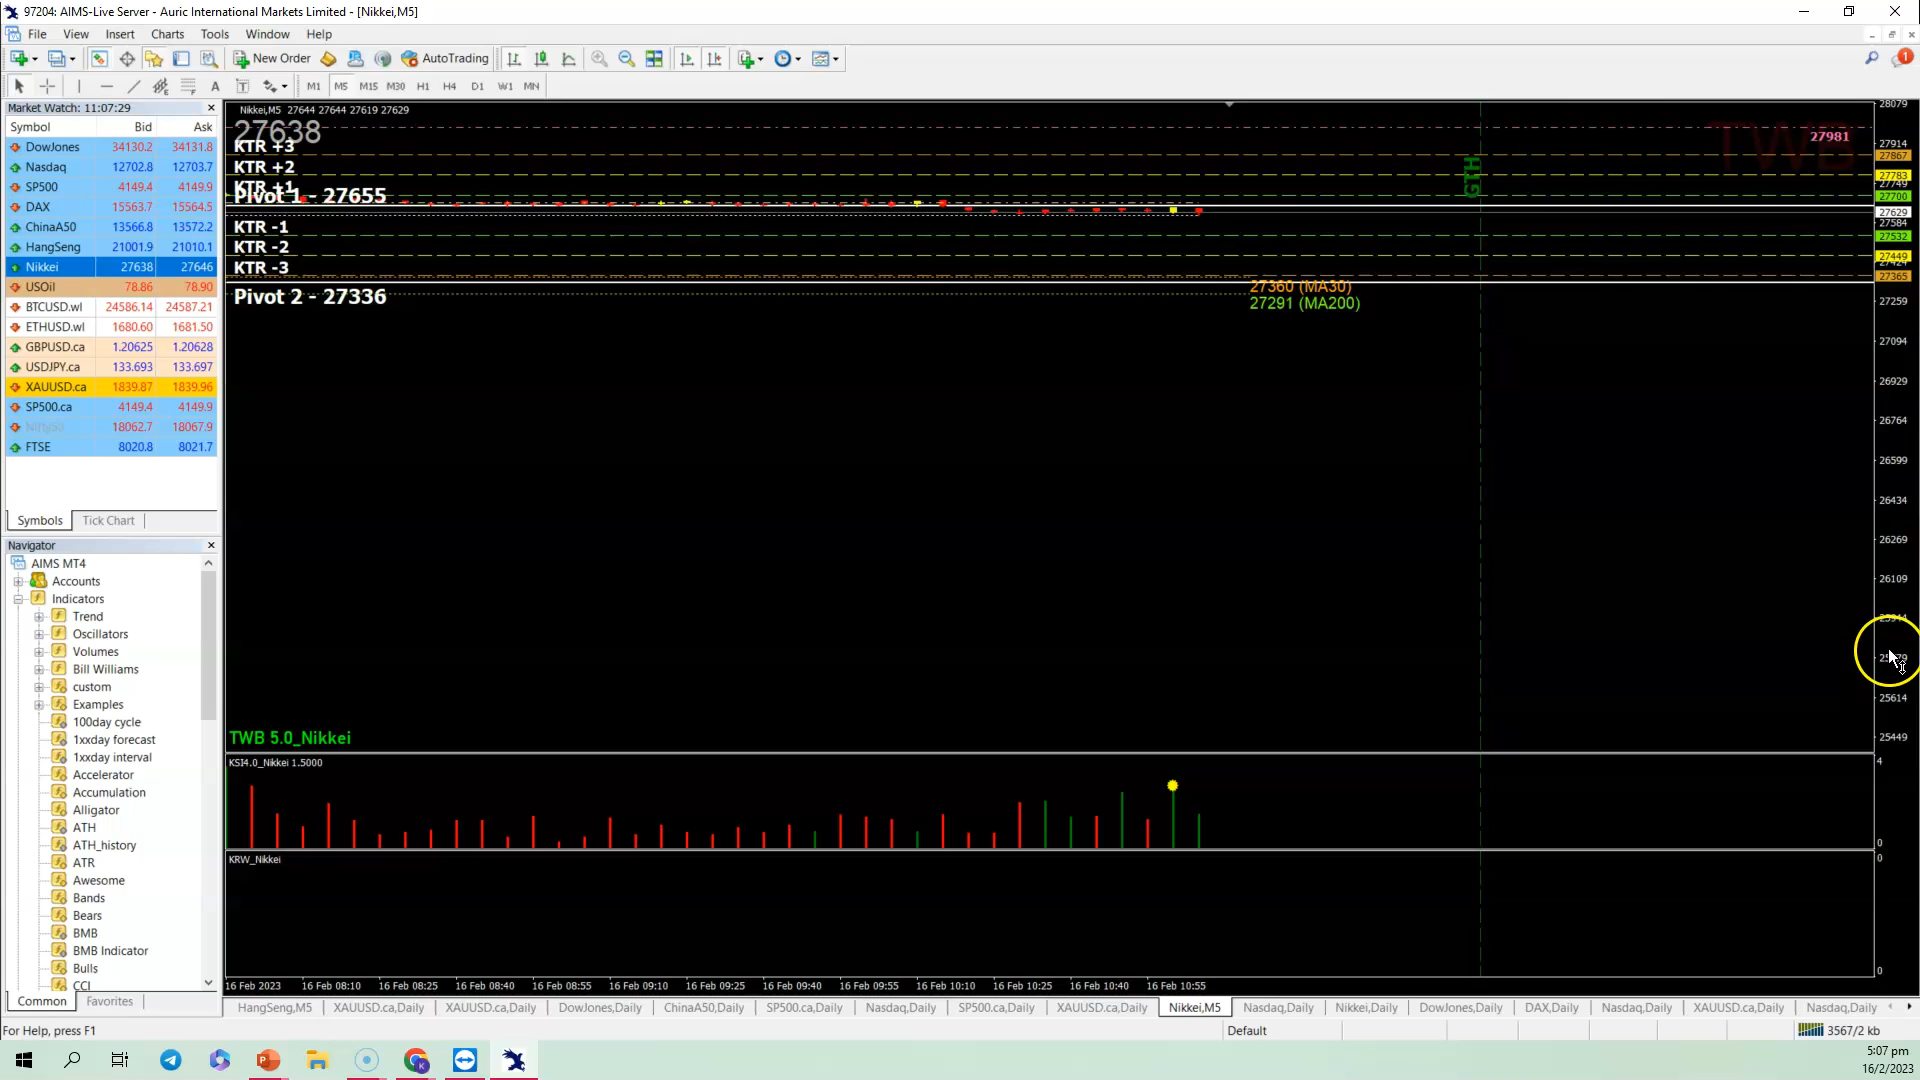 97204: AIMS-Live Server - Auric International Markets Limited - [Nikkei,M5]
File View Insert Charts Tools Window Help
New Order AutoTrading 1
M1 M5 M15 M30 H1 H4 D1 W1 MN
Market Watch: 11:07:29
Symbol Bid Ask
DowJones 34130.2 34131.8
Nasdaq 12702.8 12703.7
SP500 4149.4 4149.9
DAX 15563.7 15564.5
ChinaA50 13566.8 13572.2
HangSeng 21001.9 21010.1
Nikkei 27638 27646
USOil 78.86 78.90
BTCUSD.wl 24586.14 24587.21
ETHUSD.wl 1680.60 1681.50
GBPUSD.ca 1.20625 1.20628
USDJPY.ca 133.693 133.697
XAUUSD.ca 1839.87 1839.96
SP500.ca 4149.4 4149.9
Nifty50 18062.7 18067.9
FTSE 8020.8 8021.7
Symbols Tick Chart
Navigator
AIMS MT4
Accounts
Indicators
Trend
Oscillators
Volumes
Bill Williams
custom
Examples
100day cycle
1xxday forecast
1xxday interval
Accelerator
Accumulation
Alligator
ATH
ATH_history
ATR
Awesome
Bands
Bears
BMB
BMB Indicator
Bulls
CCI
Common Favorites
Nikkei,M5 27644 27644 27619 27629
27638
KTR +3
KTR +2
KTR +1
Pivot 1 - 27655
KTR -1
KTR -2
KTR -3
Pivot 2 - 27336
27360 (MA30)
27291 (MA200)
GTH
TWB
27981
28079
27914
27867
27783
27749
27700
27629
27584
27532
27449
27365
27259
27094
26929
26764
26599
26434
26269
26109
25614
25449
TWB 5.0_Nikkei
KSI4.0_Nikkei 1.5000
4
0
KRW_Nikkei
0
0
16 Feb 2023 16 Feb 08:10 16 Feb 08:25 16 Feb 08:40 16 Feb 08:55 16 Feb 09:10 16 Feb 09:25 16 Feb 09:40 16 Feb 09:55 16 Feb 10:10 16 Feb 10:25 16 Feb 10:40 16 Feb 10:55
HangSeng,M5 XAUUSD.ca,Daily XAUUSD.ca,Daily DowJones,Daily ChinaA50,Daily SP500.ca,Daily Nasdaq,Daily SP500.ca,Daily XAUUSD.ca,Daily Nikkei,M5 Nasdaq,Daily Nikkei,Daily DowJones,Daily DAX,Daily Nasdaq,Daily XAUUSD.ca,Daily Nasdaq,Daily
For Help, press F1 Default 3567/2 kb
5:07 pm
16/2/2023